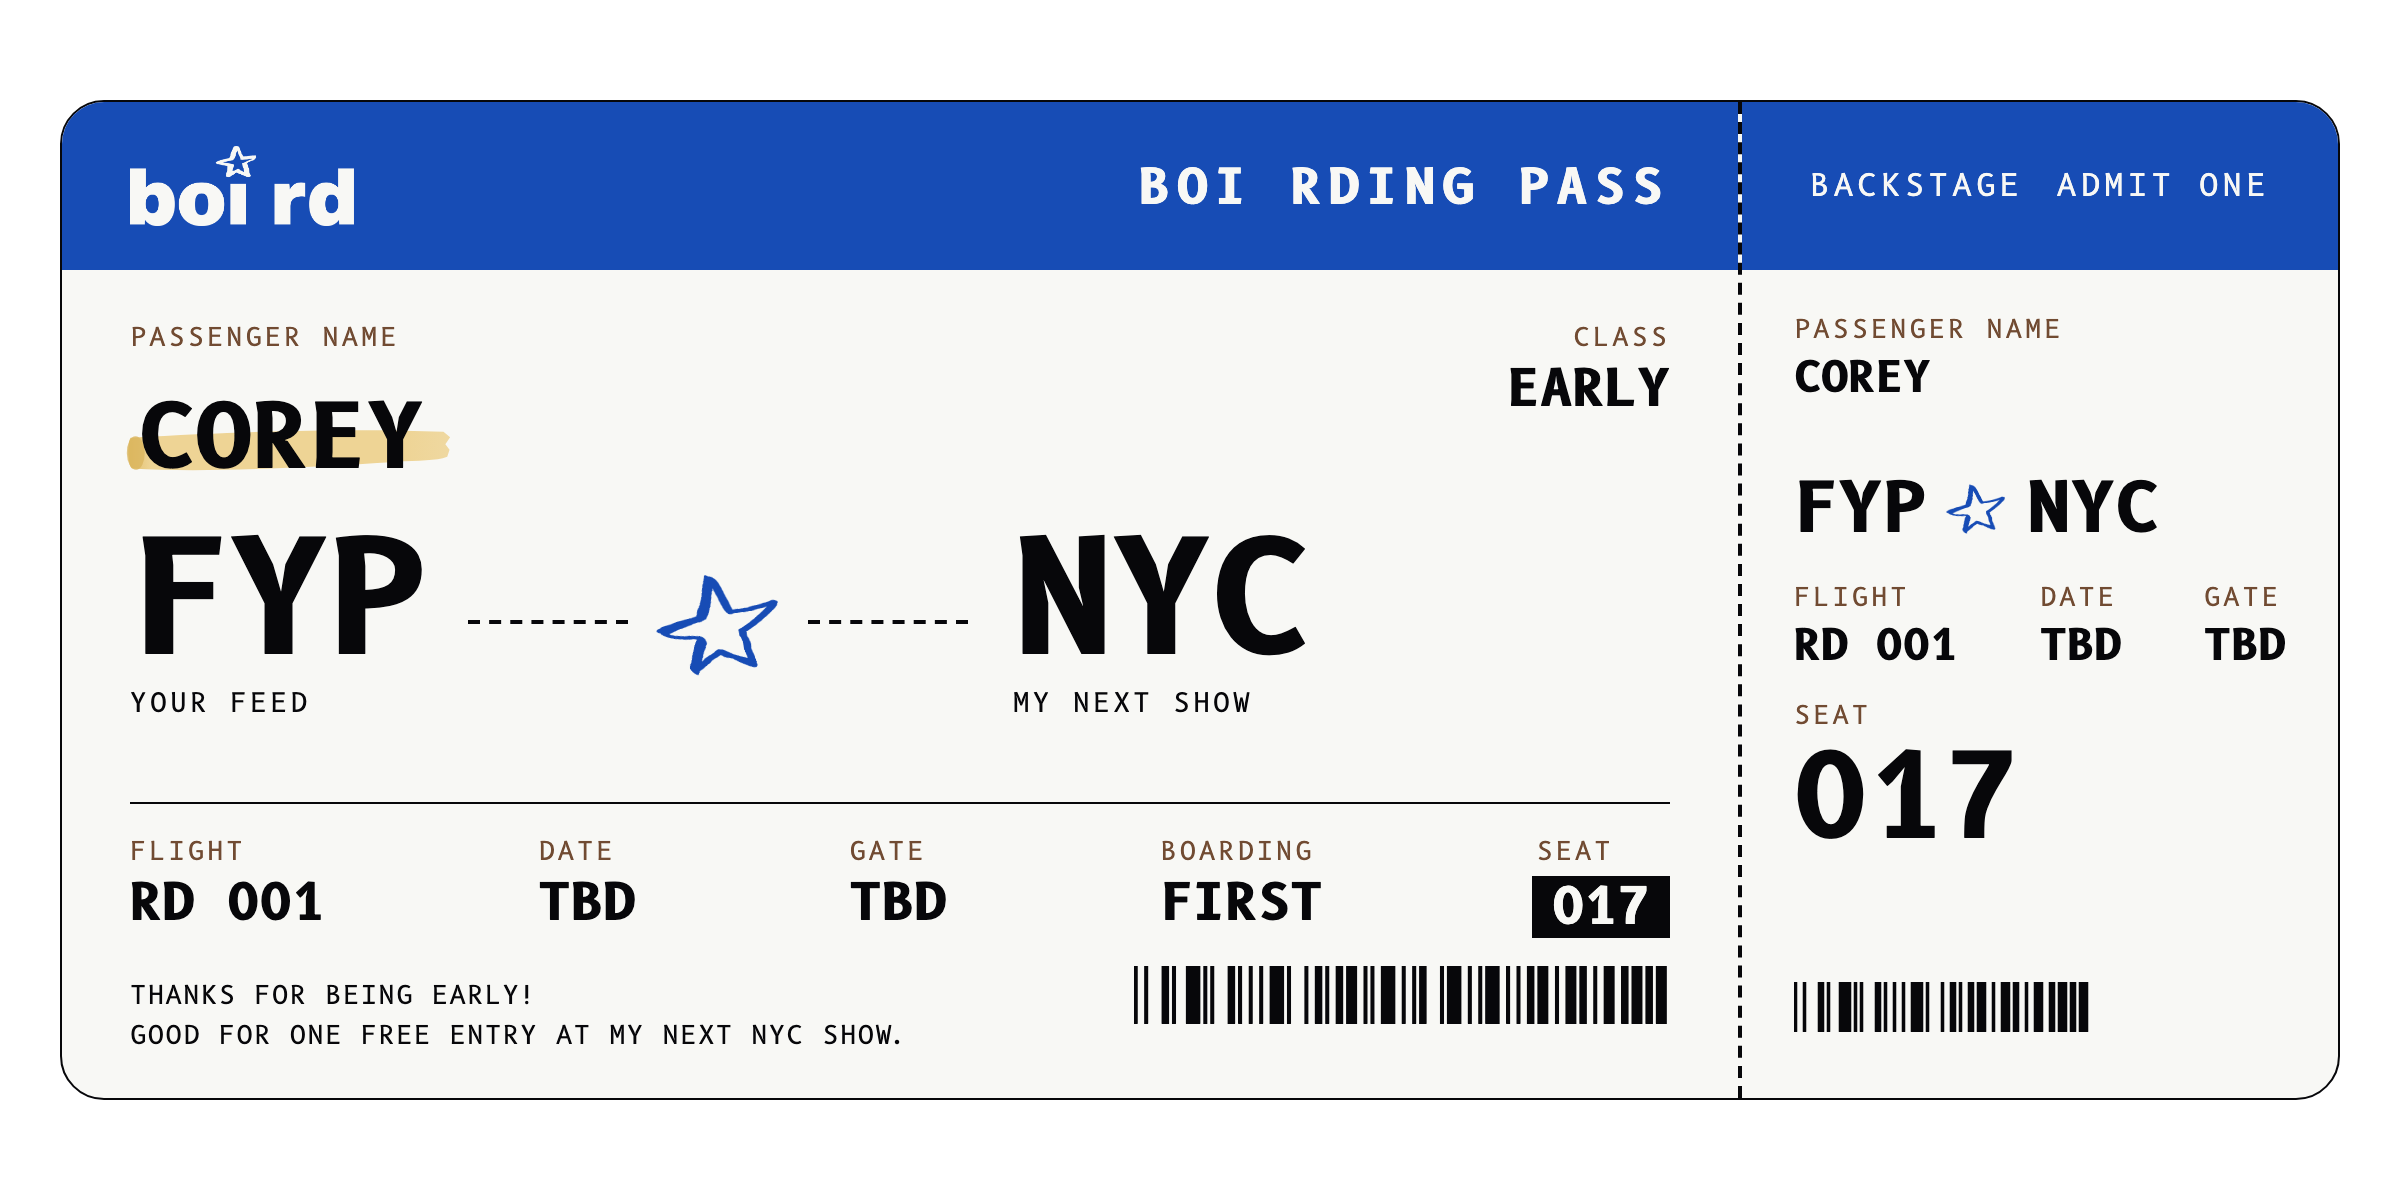 boi rd
BOI RDING PASS
BACKSTAGE ADMIT ONE
PASSENGER NAME
COREY
CLASS
EARLY
FYP
NYC
YOUR FEED
MY NEXT SHOW
FLIGHT
RD 001
DATE
TBD
GATE
TBD
BOARDING
FIRST
SEAT
017
THANKS FOR BEING EARLY!
GOOD FOR ONE FREE ENTRY AT MY NEXT NYC SHOW.
PASSENGER NAME
COREY
FYP NYC
FLIGHT
RD 001
DATE
TBD
GATE
TBD
SEAT
017